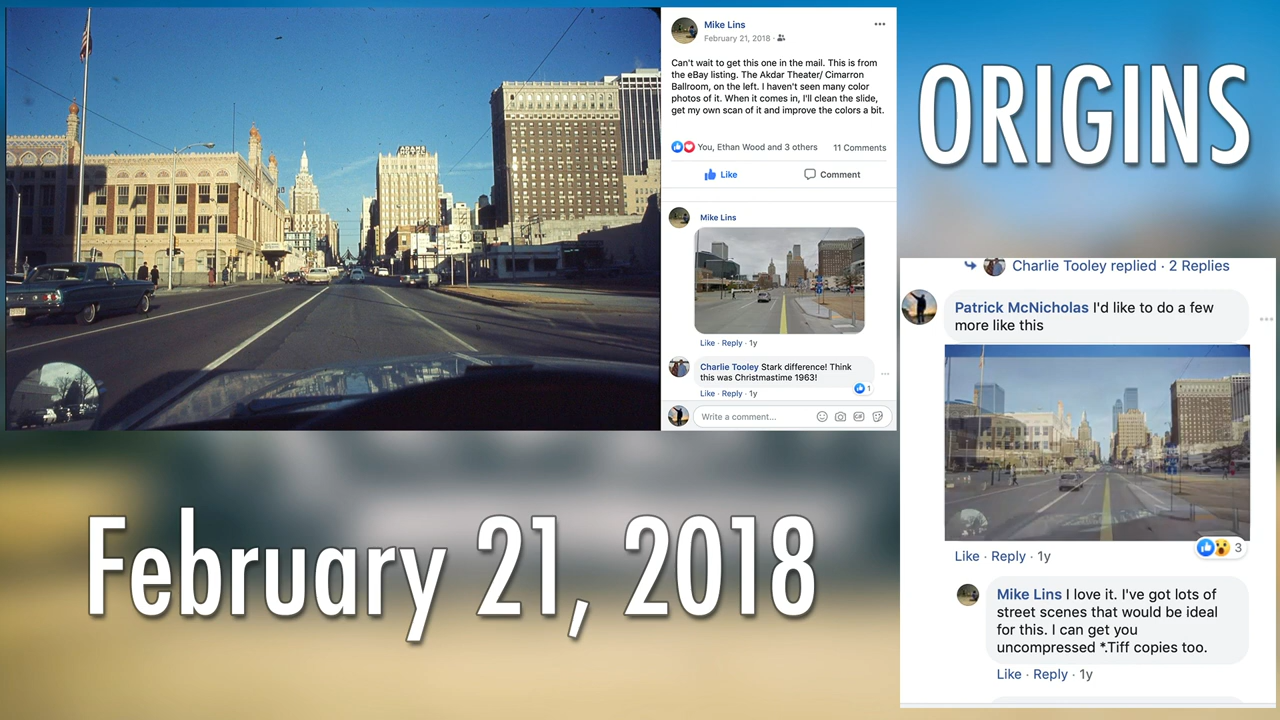 ADAMS
Mike Lins
February 21, 2018
Can't wait to get this one in the mail. This is from
the eBay listing. The Akdar Theater/ Cimarron
Ballroom, on the left. I haven't seen many color
photos of it. When it comes in, I'll clean the slide,
get my own scan of it and improve the colors a bit.
You, Ethan Wood and 3 others 11 Comments
Like Comment
Mike Lins
Like · Reply · 1y
Charlie Tooley Stark difference! Think
this was Christmastime 1963!
1
Like · Reply · 1y
Write a comment...
GIF
ORIGINS
Charlie Tooley replied · 2 Replies
Patrick McNicholas I'd like to do a few
more like this
3
Like · Reply · 1y
Mike Lins I love it. I've got lots of
street scenes that would be ideal
for this. I can get you
uncompressed *.Tiff copies too.
Like · Reply · 1y
February 21, 2018